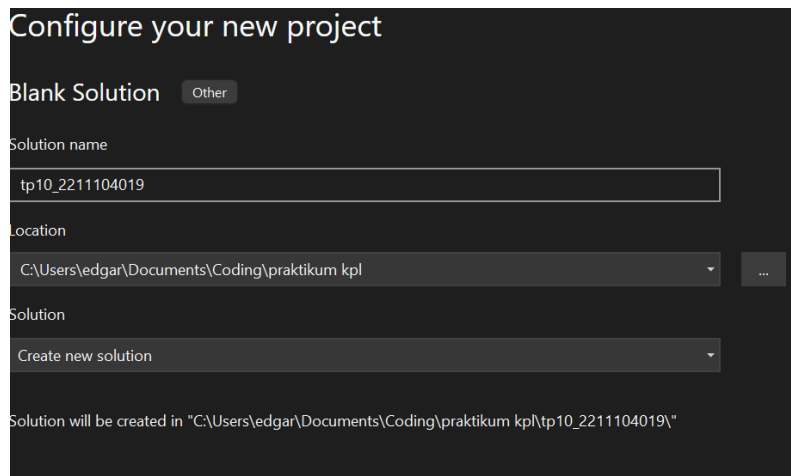 Configure your new project
Blank Solution Other
Solution name
tp10_2211104019
Location
C:\Users\edgar\Documents\Coding\praktikum kpl
...
Solution
Create new solution
Solution will be created in "C:\Users\edgar\Documents\Coding\praktikum kpl\tp10_2211104019\"